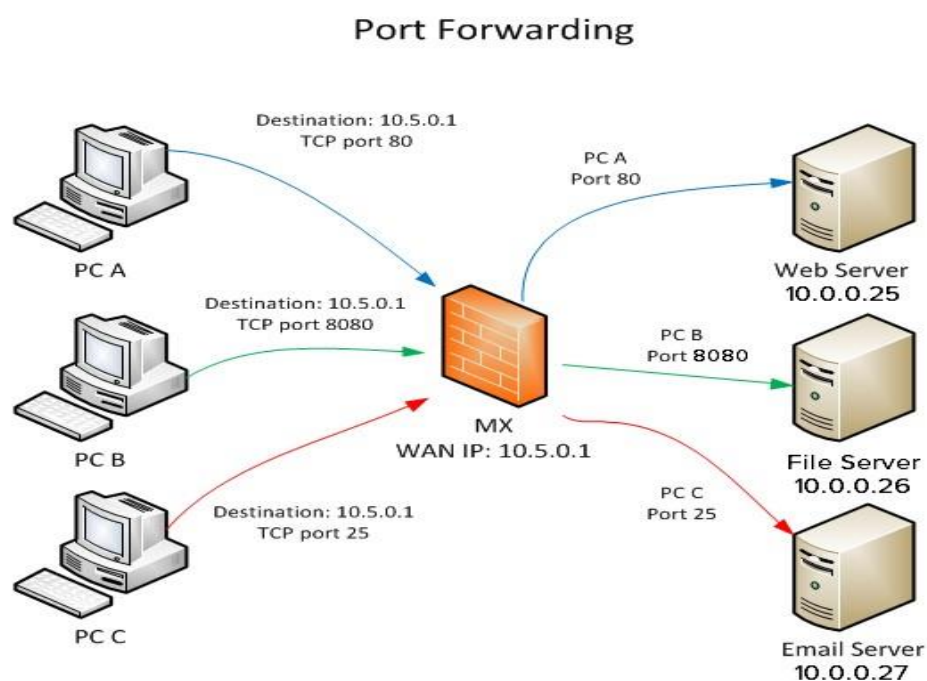 Port Forwarding
Destination: 10.5.0.1
TCP port 80
PC A
Port 80
PC A
Web Server
10.0.0.25
Destination: 10.5.0.1
TCP port 8080
PC B
Port 8080
MX
WAN IP: 10.5.0.1
PC B
File Server
10.0.0.26
Destination: 10.5.0.1
TCP port 25
PC C
Port 25
PC C
Email Server
10.0.0.27